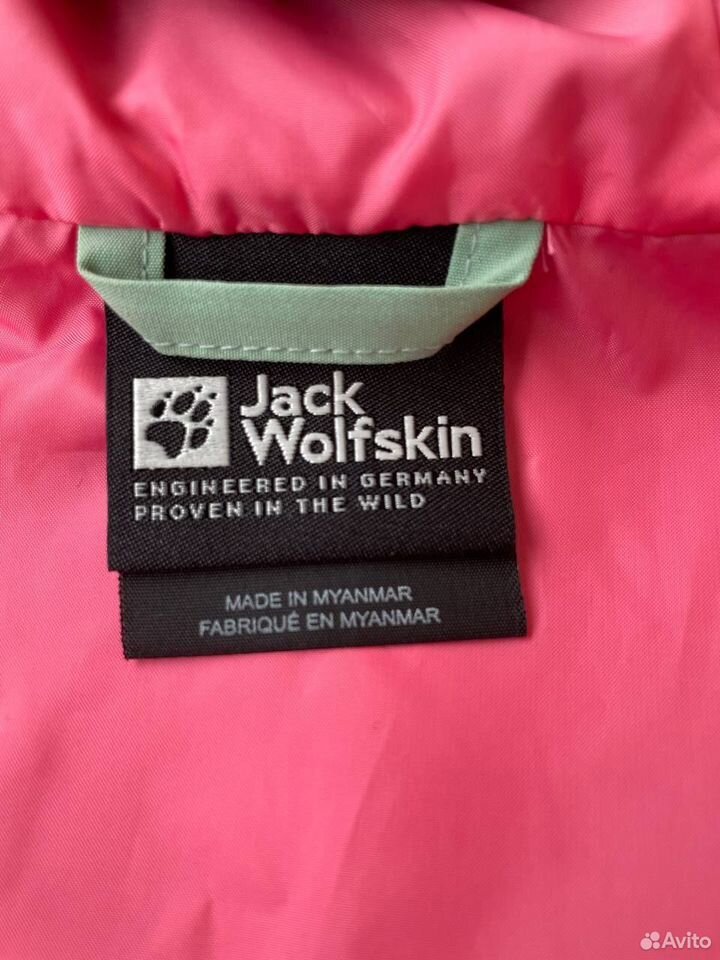 Jack
Wolfskin
ENGINEERED IN GERMANY
PROVEN IN THE WILD
MADE IN MYANMAR
FABRIQUÉ EN MYANMAR
Avito